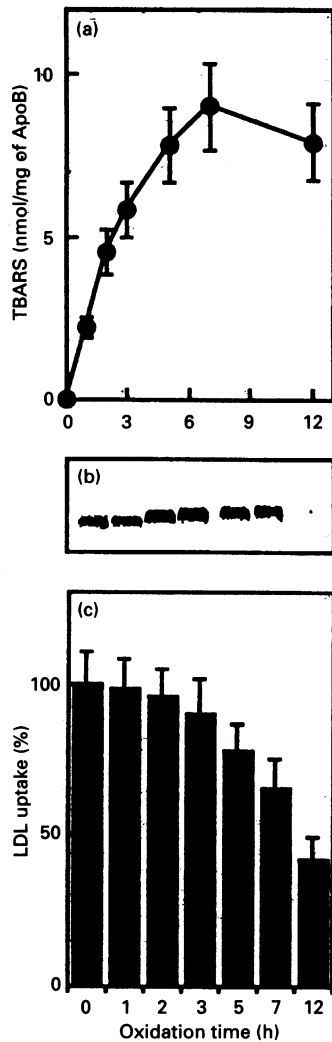 (a)
TBARS (nmol/mg of ApoB)
10
5
0
0 3 6 9 12
(b)
(c)
LDL uptake (%)
100
50
0
0 1 2 3 5 7 12
Oxidation time (h)